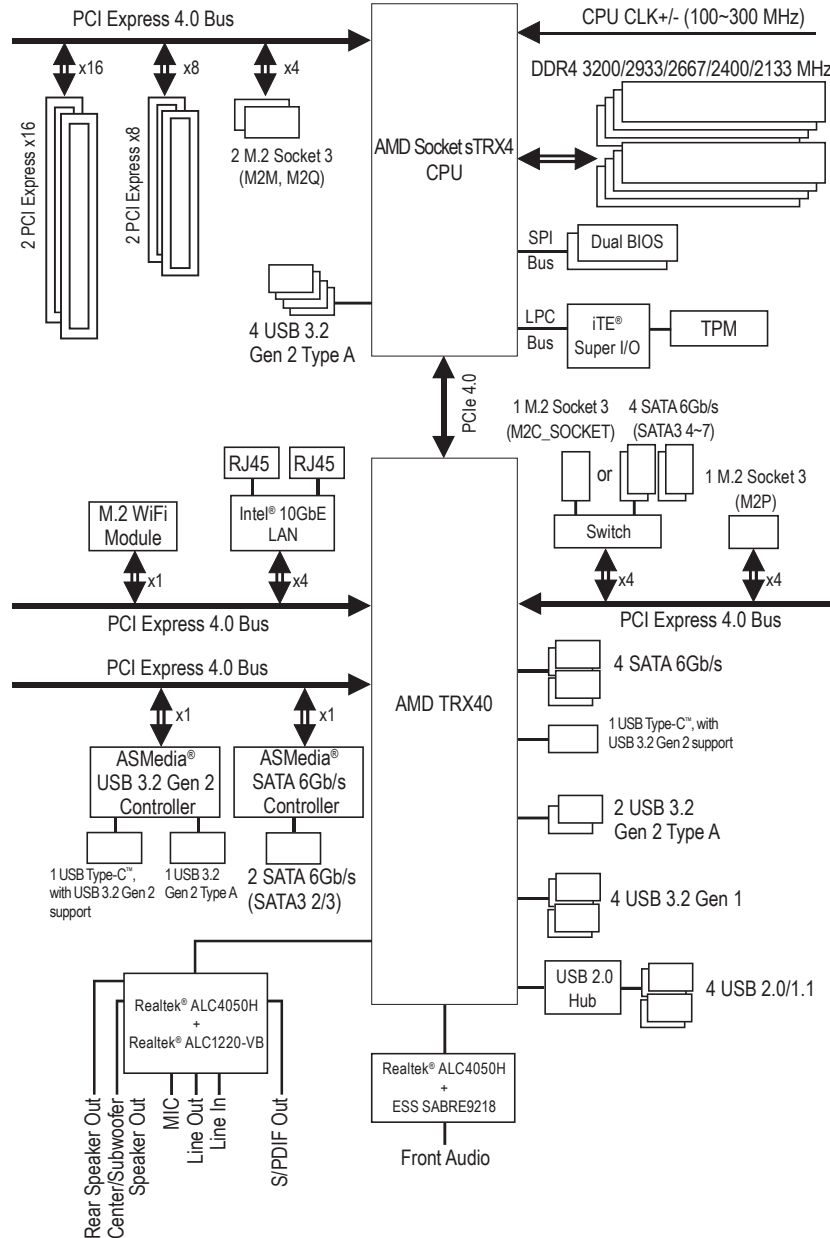 PCI Express 4.0 Bus
CPU CLK+/- (100~300 MHz)
x16
x8
x4
DDR4 3200/2933/2667/2400/2133 MHz
2 PCI Express x16
2 PCI Express x8
2 M.2 Socket 3
(M2M, M2Q)
AMD Socket sTRX4
CPU
SPI
Bus
Dual BIOS
4 USB 3.2
Gen 2 Type A
LPC
Bus
iTE®
Super I/O
TPM
PCIe 4.0
1 M.2 Socket 3
(M2C_SOCKET)
or
4 SATA 6Gb/s
(SATA3 4~7)
1 M.2 Socket 3
(M2P)
RJ45
RJ45
M.2 WiFi
Module
Intel® 10GbE
LAN
Switch
x1
x4
x4
x4
PCI Express 4.0 Bus
PCI Express 4.0 Bus
PCI Express 4.0 Bus
AMD TRX40
4 SATA 6Gb/s
x1
x1
1 USB Type-C™, with
USB 3.2 Gen 2 support
ASMedia®
USB 3.2 Gen 2
Controller
ASMedia®
SATA 6Gb/s
Controller
2 USB 3.2
Gen 2 Type A
1 USB Type-C™,
with USB 3.2 Gen 2
support
1 USB 3.2
Gen 2 Type A
2 SATA 6Gb/s
(SATA3 2/3)
4 USB 3.2 Gen 1
USB 2.0
Hub
4 USB 2.0/1.1
Realtek® ALC4050H
+
Realtek® ALC1220-VB
Realtek® ALC4050H
+
ESS SABRE9218
Rear Speaker Out
Center/Subwoofer
Speaker Out
MIC
Line Out
Line In
S/PDIF Out
Front Audio